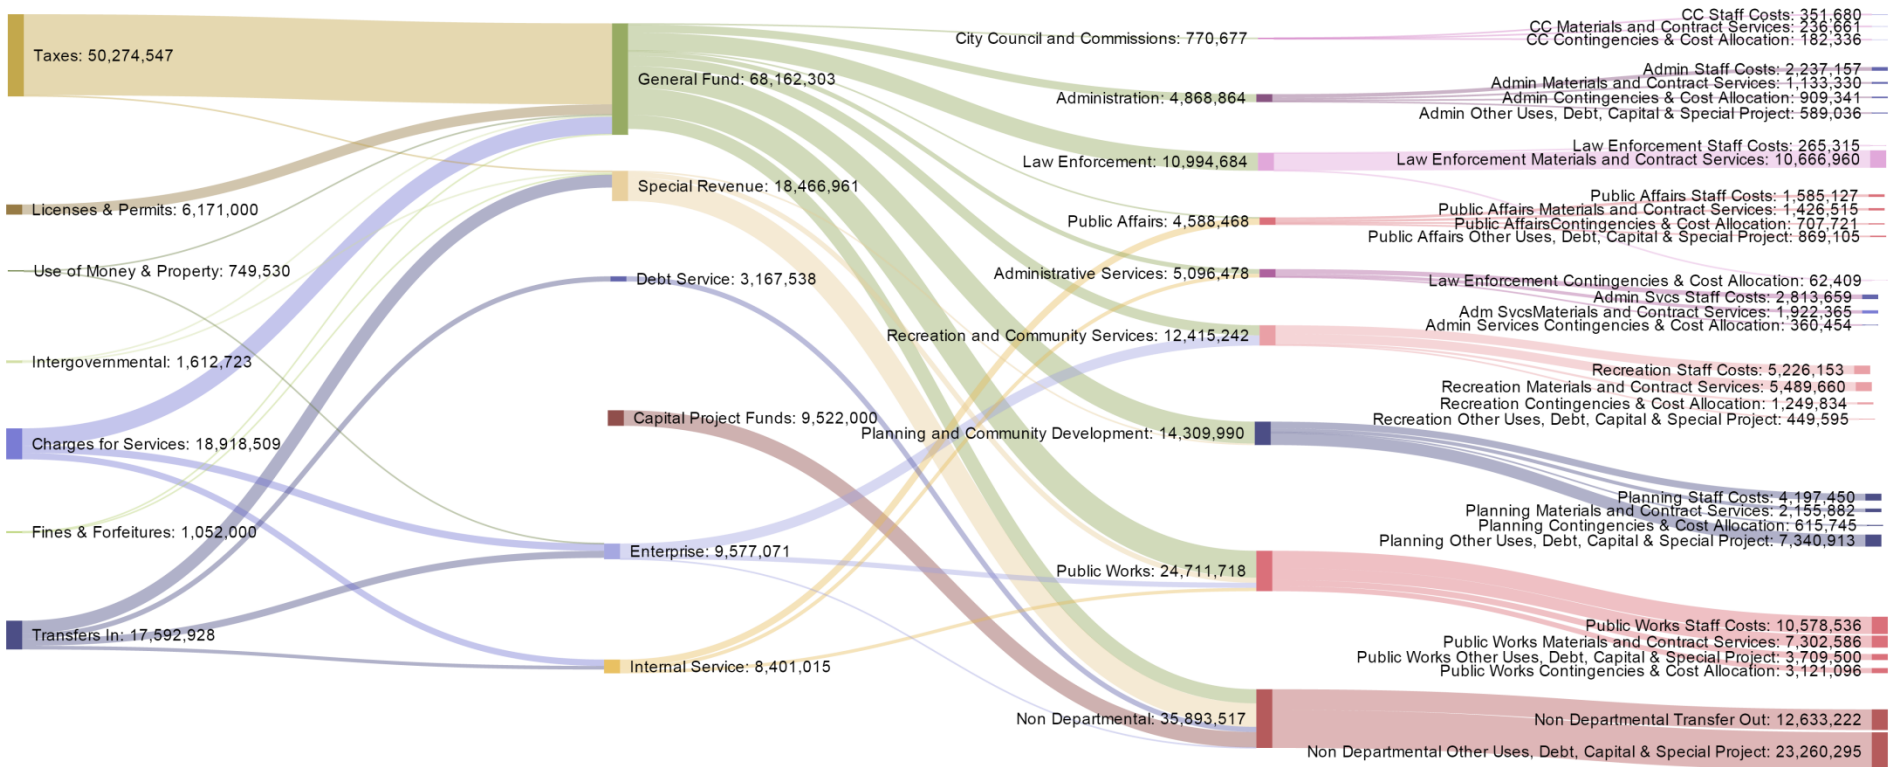 Taxes: 50,274,547
Licenses & Permits: 6,171,000
Use of Money & Property: 749,530
Intergovernmental: 1,612,723
Charges for Services: 18,918,509
Fines & Forfeitures: 1,052,000
Transfers In: 17,592,928
General Fund: 68,162,303
Special Revenue: 18,466,961
Debt Service: 3,167,538
Capital Project Funds: 9,522,000
Enterprise: 9,577,071
Internal Service: 8,401,015
City Council and Commissions: 770,677
Administration: 4,868,864
Law Enforcement: 10,994,684
Public Affairs: 4,588,468
Administrative Services: 5,096,478
Recreation and Community Services: 12,415,242
Planning and Community Development: 14,309,990
Public Works: 24,711,718
Non Departmental: 35,893,517
CC Staff Costs: 351,680
CC Materials and Contract Services: 236,661
CC Contingencies & Cost Allocation: 182,336
Admin Staff Costs: 2,237,157
Admin Materials and Contract Services: 1,133,330
Admin Contingencies & Cost Allocation: 909,341
Admin Other Uses, Debt, Capital & Special Project: 589,036
Law Enforcement Staff Costs: 265,315
Law Enforcement Materials and Contract Services: 10,666,960
Public Affairs Staff Costs: 1,585,127
Public Affairs Materials and Contract Services: 1,426,515
Public AffairsContingencies & Cost Allocation: 707,721
Public Affairs Other Uses, Debt, Capital & Special Project: 869,105
Law Enforcement Contingencies & Cost Allocation: 62,409
Admin Svcs Staff Costs: 2,813,659
Adm SvcsMaterials and Contract Services: 1,922,365
Admin Services Contingencies & Cost Allocation: 360,454
Recreation Staff Costs: 5,226,153
Recreation Materials and Contract Services: 5,489,660
Recreation Contingencies & Cost Allocation: 1,249,834
Recreation Other Uses, Debt, Capital & Special Project: 449,595
Planning Staff Costs: 4,197,450
Planning Materials and Contract Services: 2,155,882
Planning Contingencies & Cost Allocation: 615,745
Planning Other Uses, Debt, Capital & Special Project: 7,340,913
Public Works Staff Costs: 10,578,536
Public Works Materials and Contract Services: 7,302,586
Public Works Other Uses, Debt, Capital & Special Project: 3,709,500
Public Works Contingencies & Cost Allocation: 3,121,096
Non Departmental Transfer Out: 12,633,222
Non Departmental Other Uses, Debt, Capital & Special Project: 23,260,295